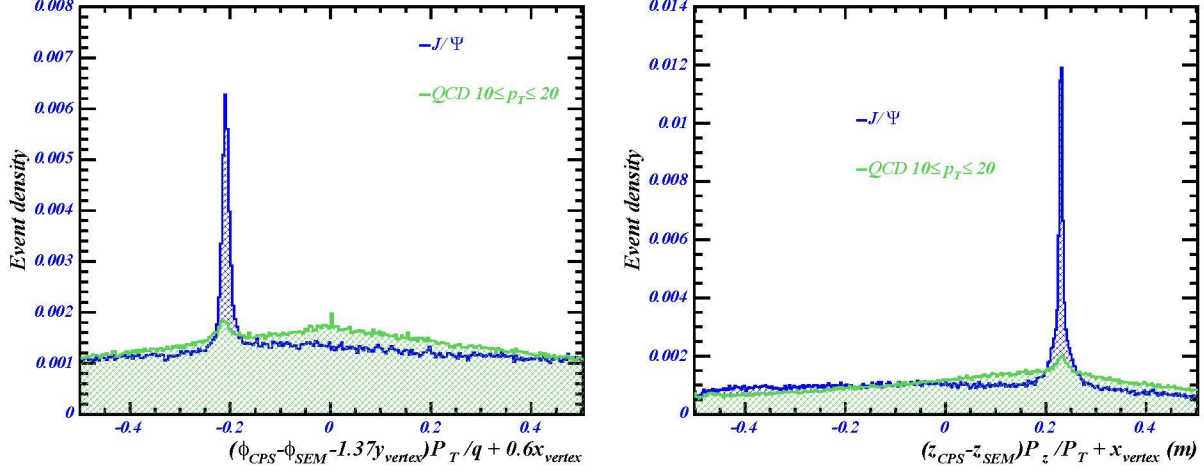 0.008
0.007
0.006
0.005
0.004
0.003
0.002
0.001
0
Event density
J/Ψ
QCD 10≤ p_T ≤ 20
-0.4 -0.2 0 0.2 0.4
(ϕ_CPS-ϕ_SEM-1.37y_vertex)P_T/q + 0.6x_vertex
0.014
0.012
0.01
0.008
0.006
0.004
0.002
0
Event density
J/Ψ
QCD 10≤ p_T ≤ 20
-0.4 -0.2 0 0.2 0.4
(z_CPS-z_SEM)P_z/P_T + x_vertex (m)